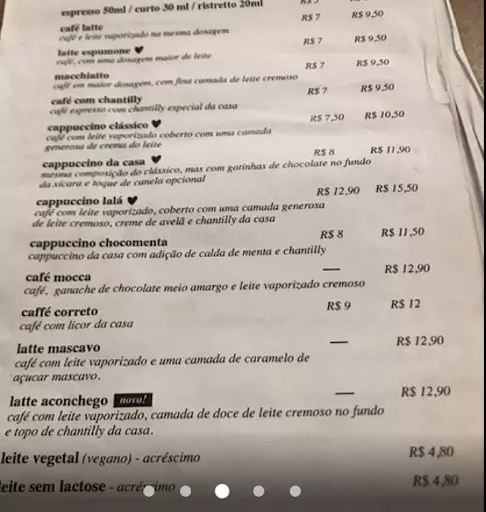 espresso 50ml / curto 30 ml / ristretto 20ml
café latte R$ 7 R$ 9,50
café e leite vaporizado na mesma dosagem
latte espumone ♥ R$ 7 R$ 9,50
café, com uma dosagem maior de leite
macchiatto R$ 7 R$ 9,50
café em maior dosagem, com fina camada de leite cremoso
café com chantilly R$ 7 R$ 9,50
café espresso com chantilly especial da casa
cappuccino clássico ♥ R$ 7,50 R$ 10,50
café com leite vaporizado coberto com uma camada
generosa de crema do leite
cappuccino da casa ♥ R$ 8 R$ 11,90
mesma composição do clássico, mas com gotinhas de chocolate no fundo
da xícara e toque de canela opcional
cappuccino lalá ♥ R$ 12,90 R$ 15,50
café com leite vaporizado, coberto com uma camada generosa
de leite cremoso, creme de avelã e chantilly da casa
cappuccino chocomenta R$ 8 R$ 11,50
cappuccino da casa com adição de calda de menta e chantilly
café mocca — R$ 12,90
café, ganache de chocolate meio amargo e leite vaporizado cremoso
caffé correto R$ 9 R$ 12
café com licor da casa
latte mascavo — R$ 12,90
café com leite vaporizado e uma camada de caramelo de
açucar mascavo.
latte aconchego novo! — R$ 12,90
café com leite vaporizado, camada de doce de leite cremoso no fundo
e topo de chantilly da casa.
leite vegetal (vegano) - acréscimo R$ 4,80
leite sem lactose - acréscimo R$ 4,80